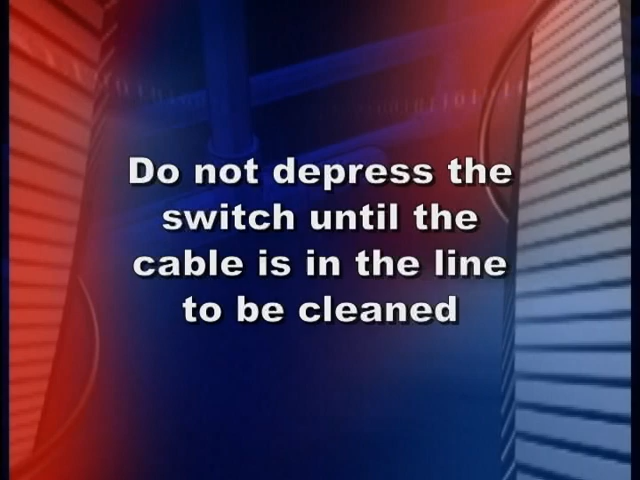 Do not depress the
switch until the
cable is in the line
to be cleaned